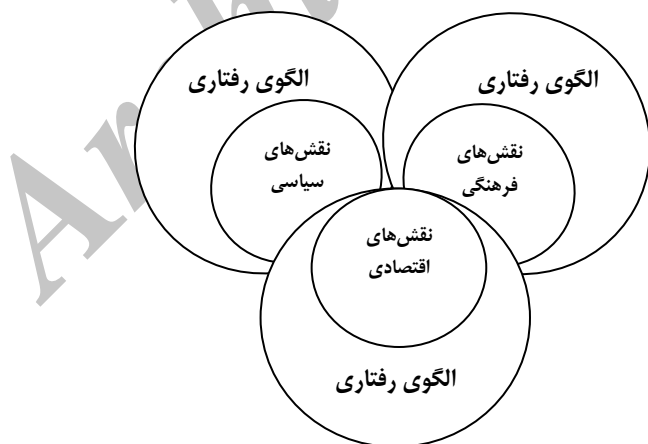 الگوی رفتاری
الگوی رفتاری
نقش‌های
فرهنگی
نقش‌های
سیاسی
نقش‌های
اقتصادی
الگوی رفتاری